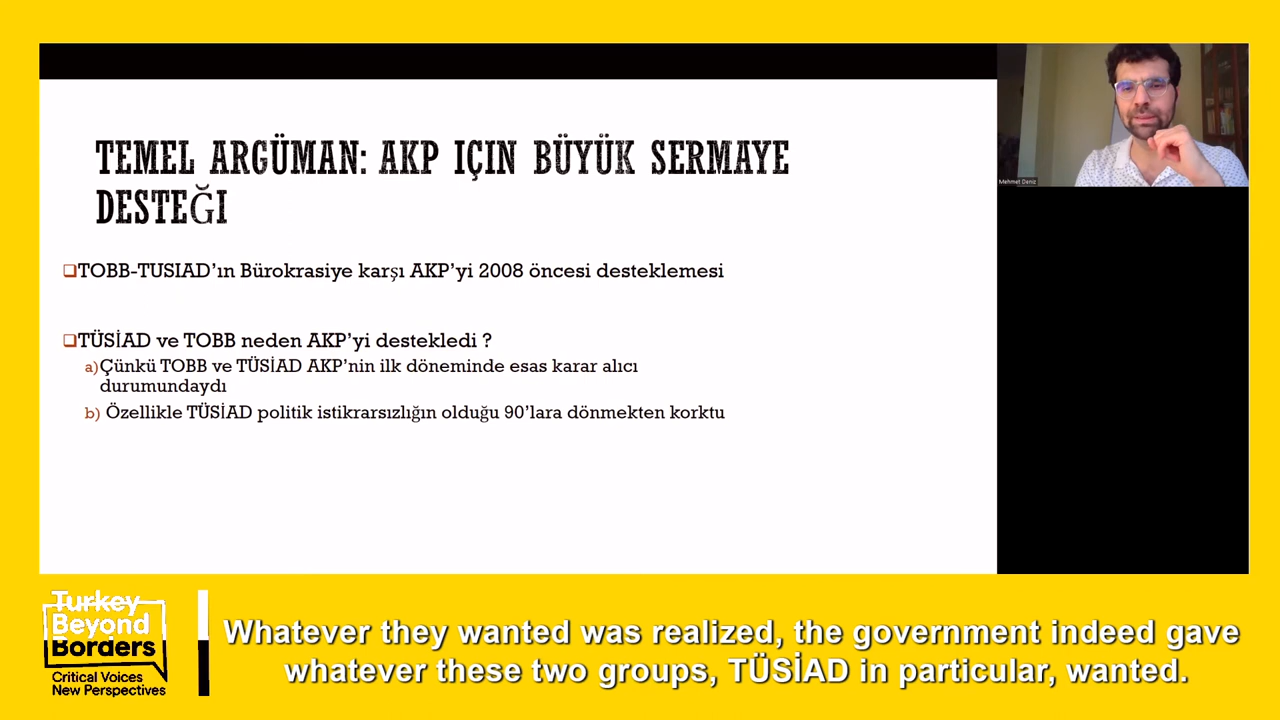 TEMEL ARGÜMAN: AKP IÇIN BÜYÜK SERMAYE
DESTEĞI
TOBB-TUSIAD’ın Bürokrasiye karşı AKP’yi 2008 öncesi desteklemesi
TÜSİAD ve TOBB neden AKP’yi destekledi ?
a) Çünkü TOBB ve TÜSİAD AKP’nin ilk döneminde esas karar alıcı
durumundaydı
b) Özellikle TÜSİAD politik istikrarsızlığın olduğu 90’lara dönmekten korktu
Mehmet Deniz
Turkey
Beyond
Borders
Critical Voices
New Perspectives
Whatever they wanted was realized, the government indeed gave
whatever these two groups, TÜSİAD in particular, wanted.